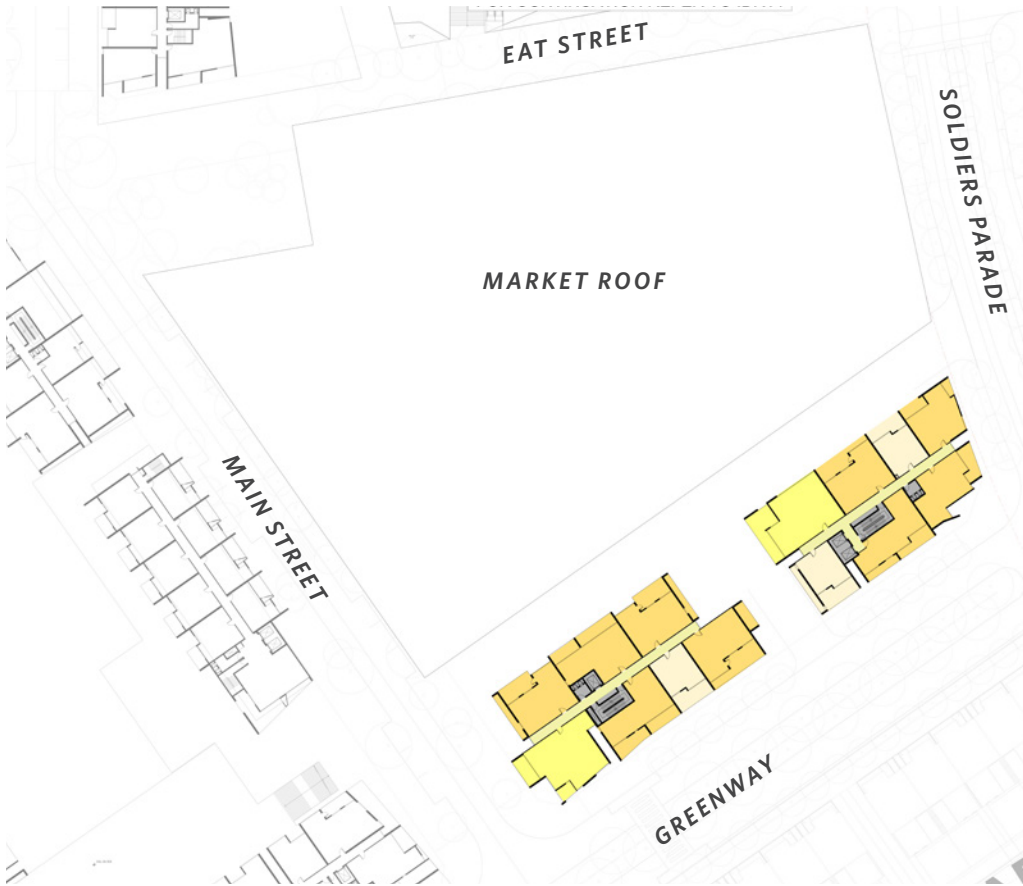 EAT STREET
SOLDIERS PARADE
MARKET ROOF
MAIN STREET
GREENWAY